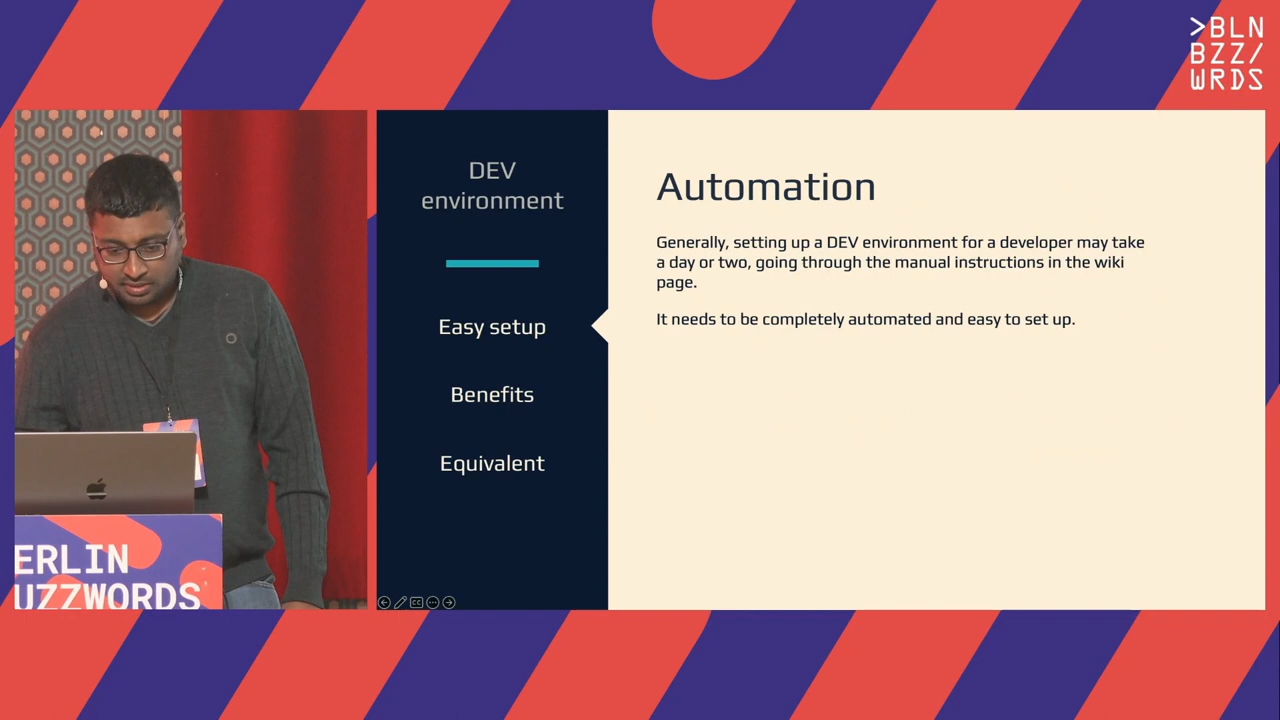 >BLN
BZZ/
WRDS
DEV
environment
Easy setup
Benefits
Equivalent
Automation
Generally, setting up a DEV environment for a developer may take
a day or two, going through the manual instructions in the wiki
page.
It needs to be completely automated and easy to set up.
ERLIN
UZZWORDS
CC